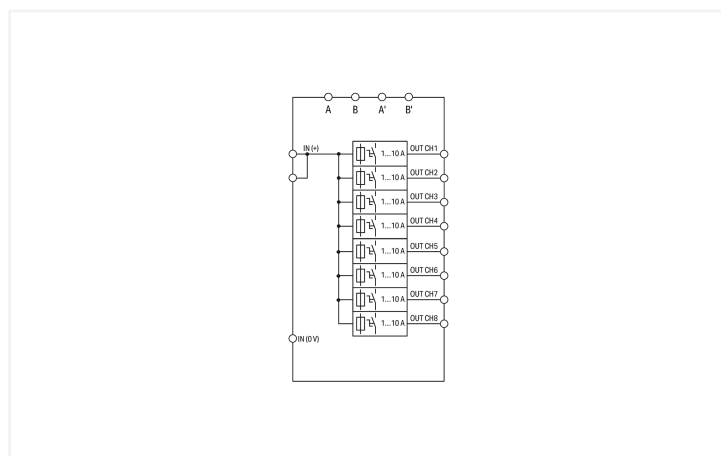 A B A' B'
IN (+)
1...10 A OUT CH1
1...10 A OUT CH2
1...10 A OUT CH3
1...10 A OUT CH4
1...10 A OUT CH5
1...10 A OUT CH6
1...10 A OUT CH7
1...10 A OUT CH8
IN (0 V)